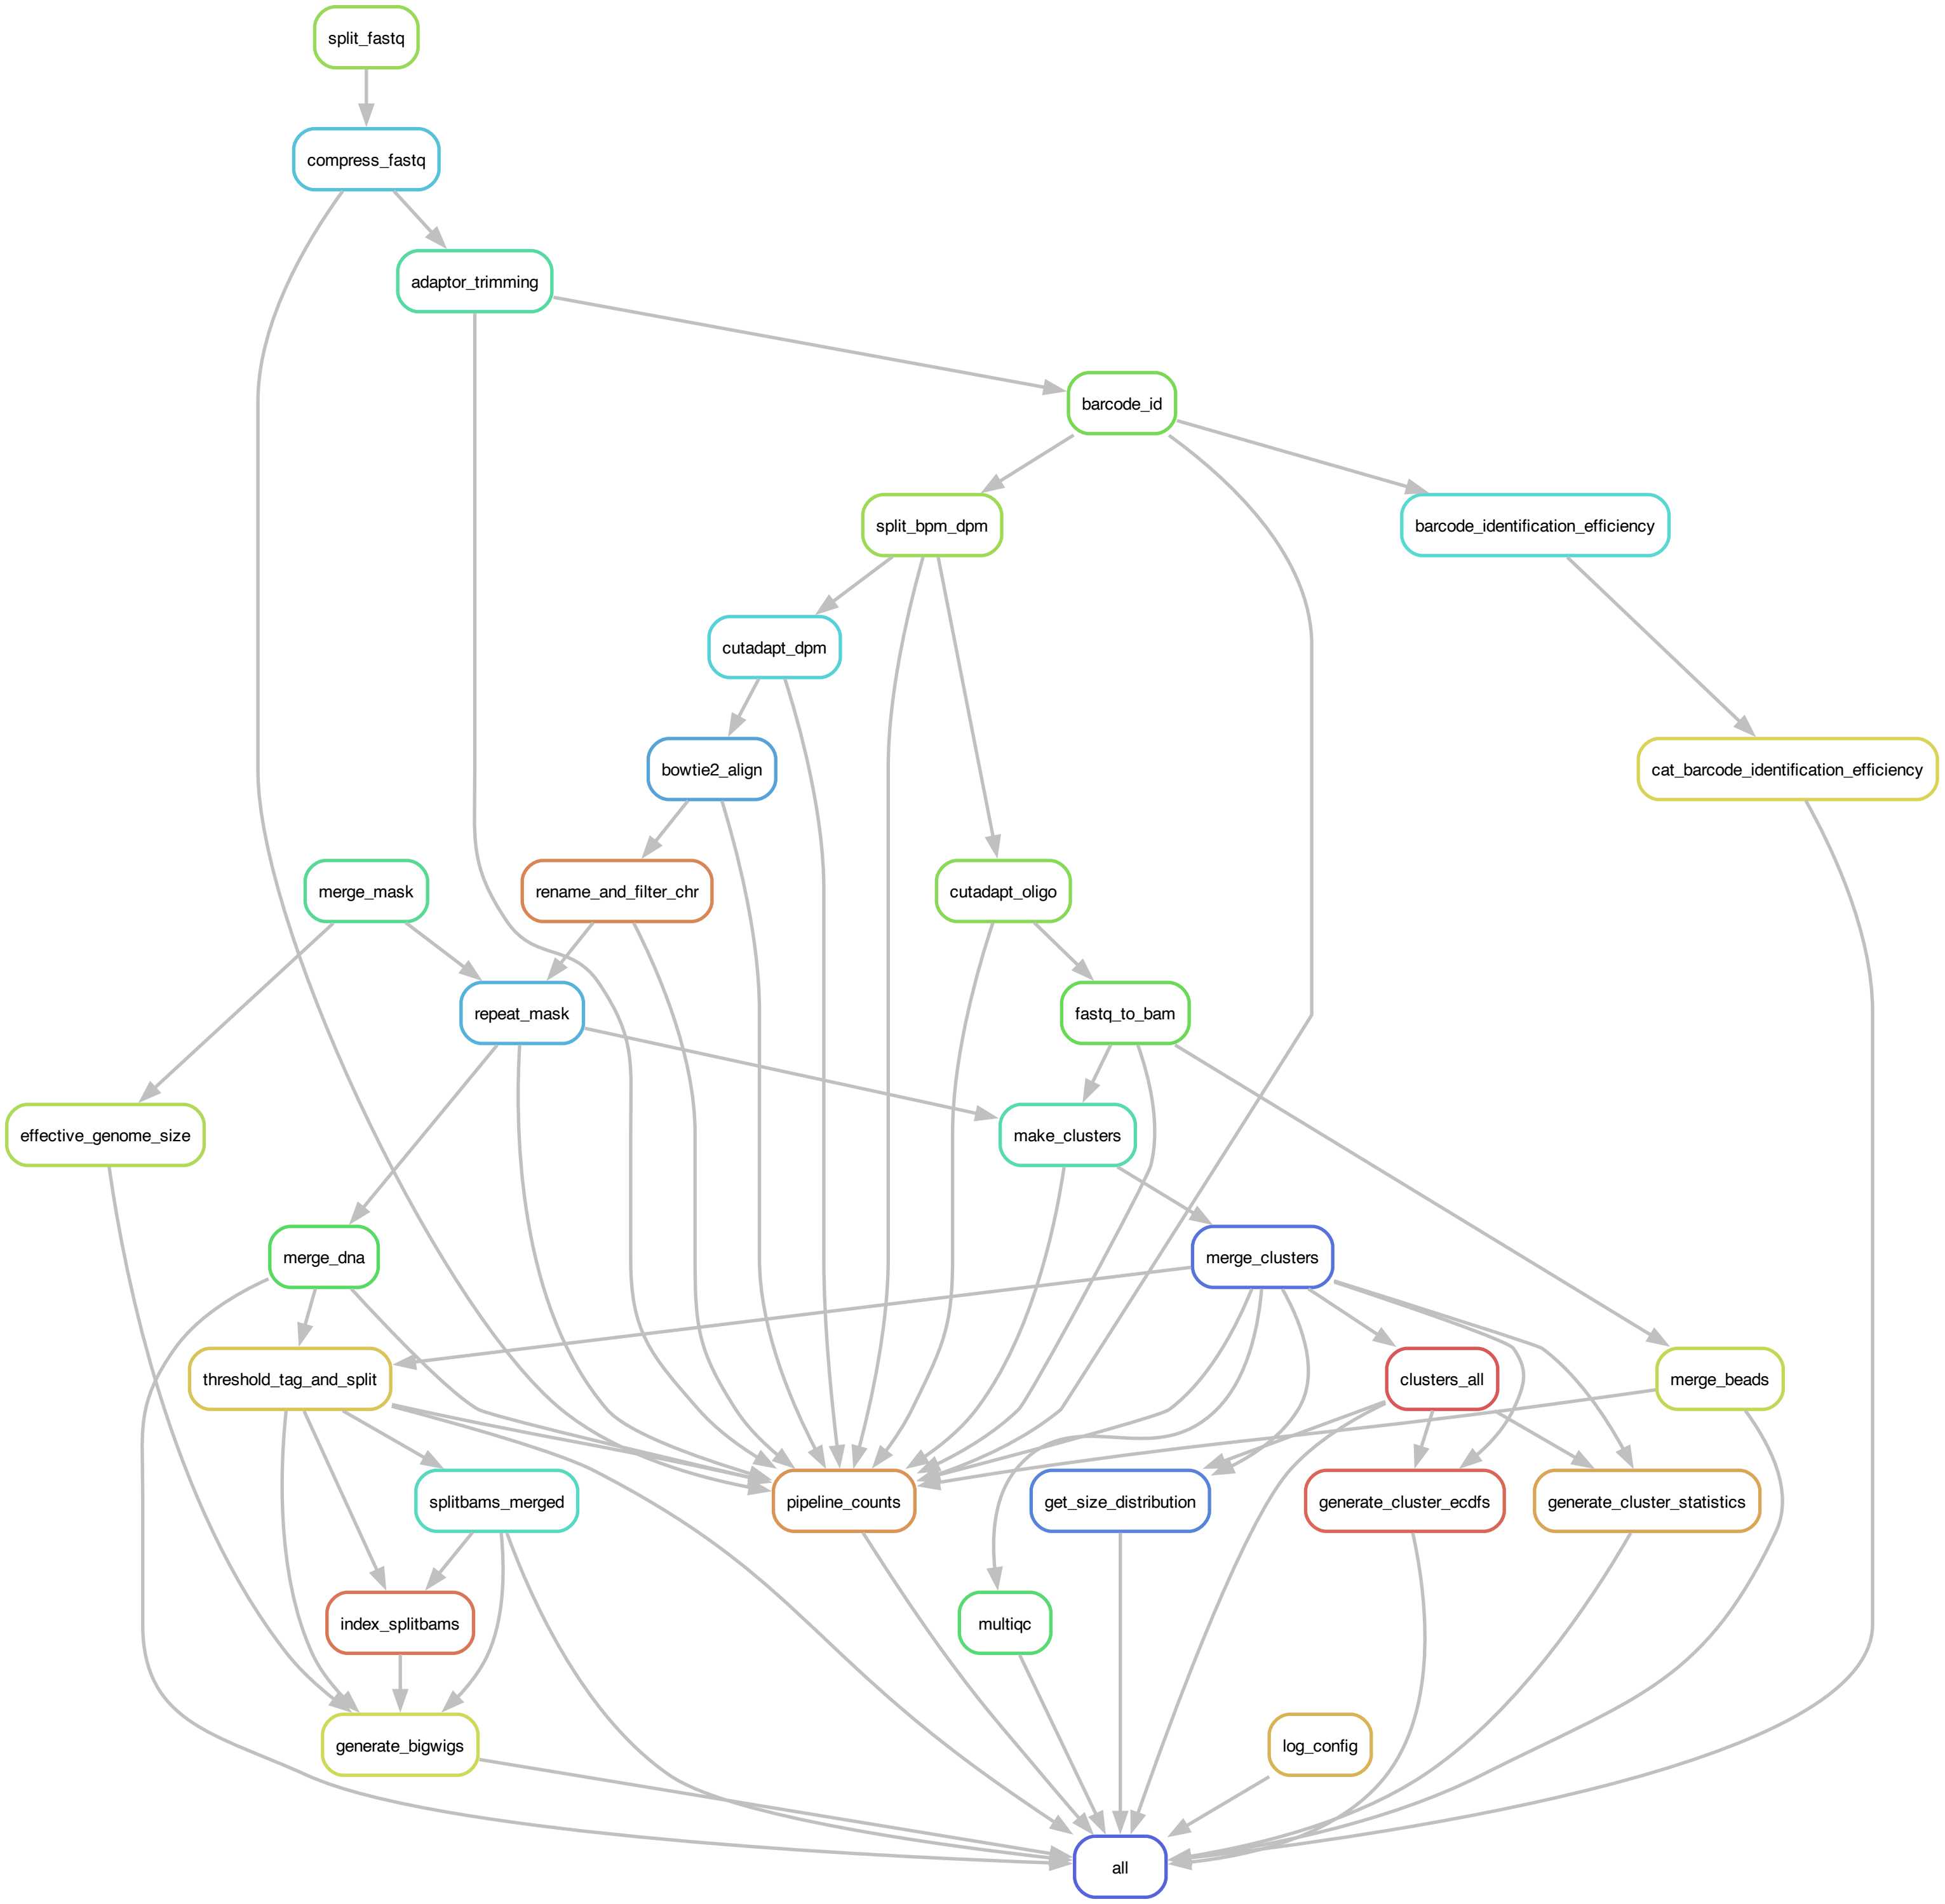 split_fastq
compress_fastq
adaptor_trimming
barcode_id
split_bpm_dpm
barcode_identification_efficiency
cutadapt_dpm
bowtie2_align
cat_barcode_identification_efficiency
merge_mask
rename_and_filter_chr
cutadapt_oligo
repeat_mask
fastq_to_bam
effective_genome_size
make_clusters
merge_dna
merge_clusters
threshold_tag_and_split
clusters_all
merge_beads
splitbams_merged
pipeline_counts
get_size_distribution
generate_cluster_ecdfs
generate_cluster_statistics
index_splitbams
multiqc
generate_bigwigs
log_config
all